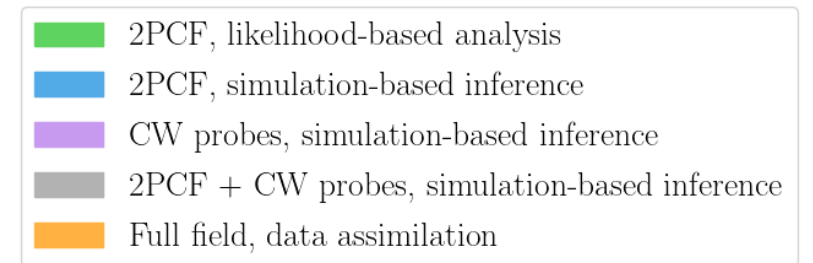 2PCF, likelihood-based analysis
2PCF, simulation-based inference
CW probes, simulation-based inference
2PCF + CW probes, simulation-based inference
Full field, data assimilation